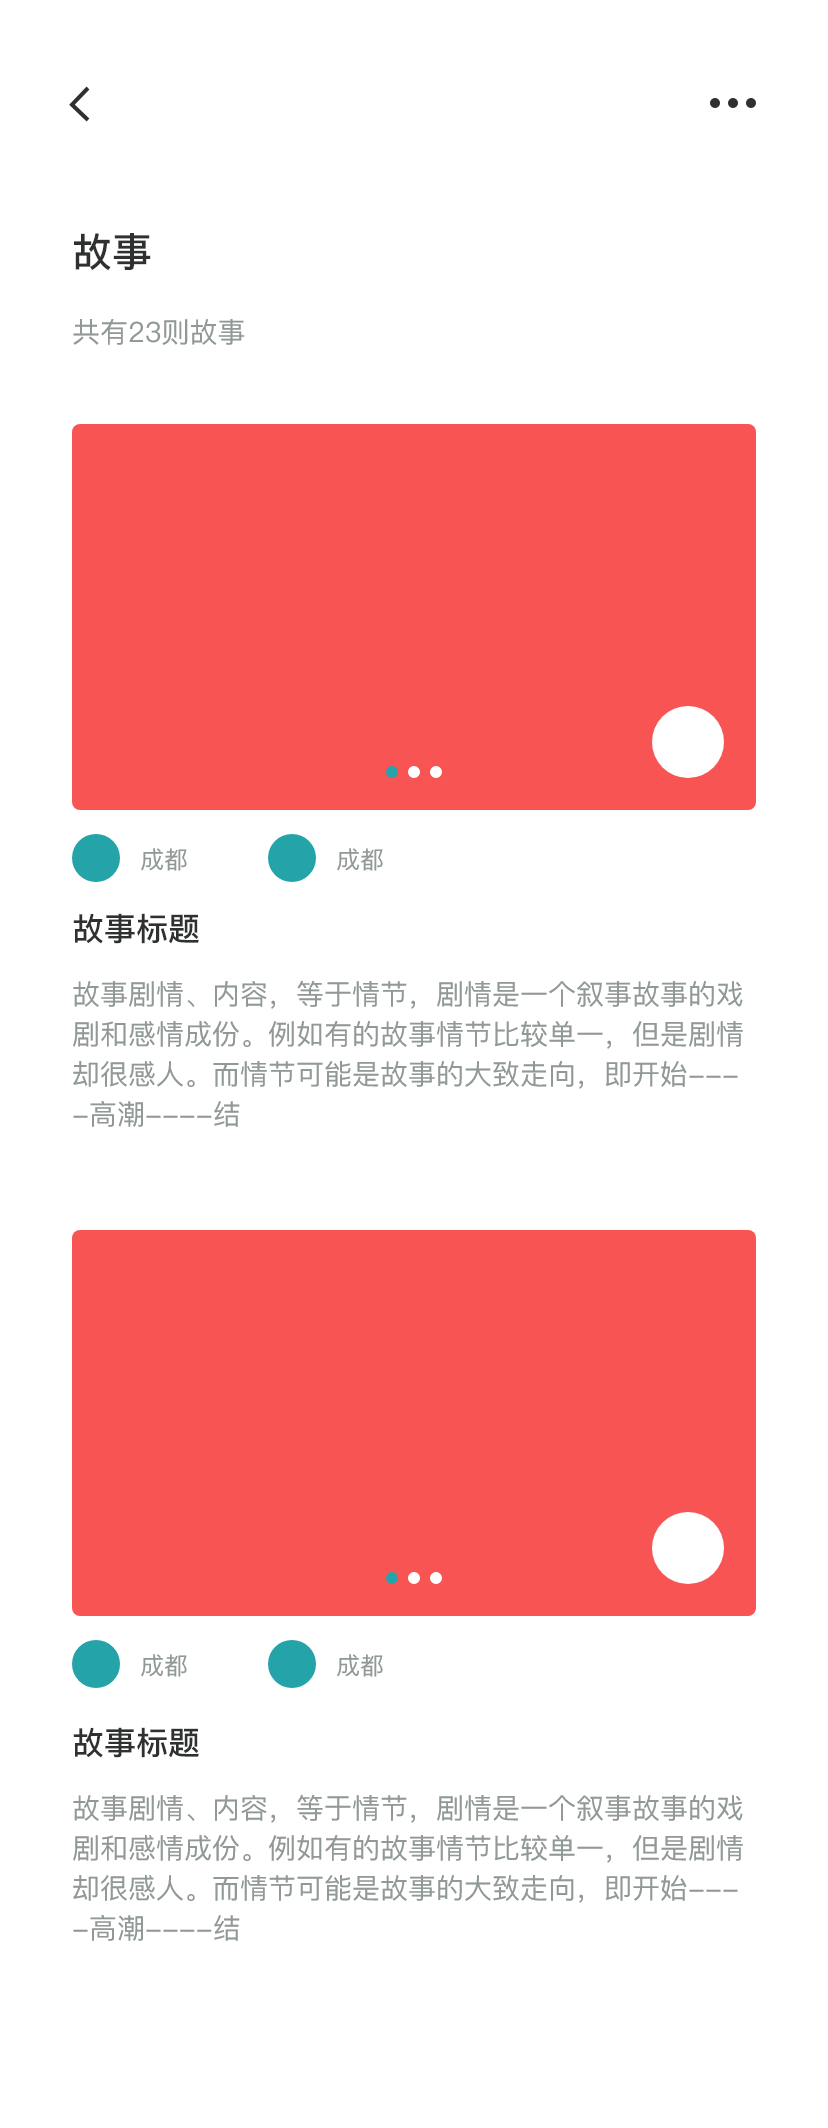 故事
共有23则故事
成都 成都
故事标题
故事剧情、内容，等于情节，剧情是一个叙事故事的戏
剧和感情成份。例如有的故事情节比较单一，但是剧情
却很感人。而情节可能是故事的大致走向，即开始---
-高潮----结
成都 成都
故事标题
故事剧情、内容，等于情节，剧情是一个叙事故事的戏
剧和感情成份。例如有的故事情节比较单一，但是剧情
却很感人。而情节可能是故事的大致走向，即开始---
-高潮----结